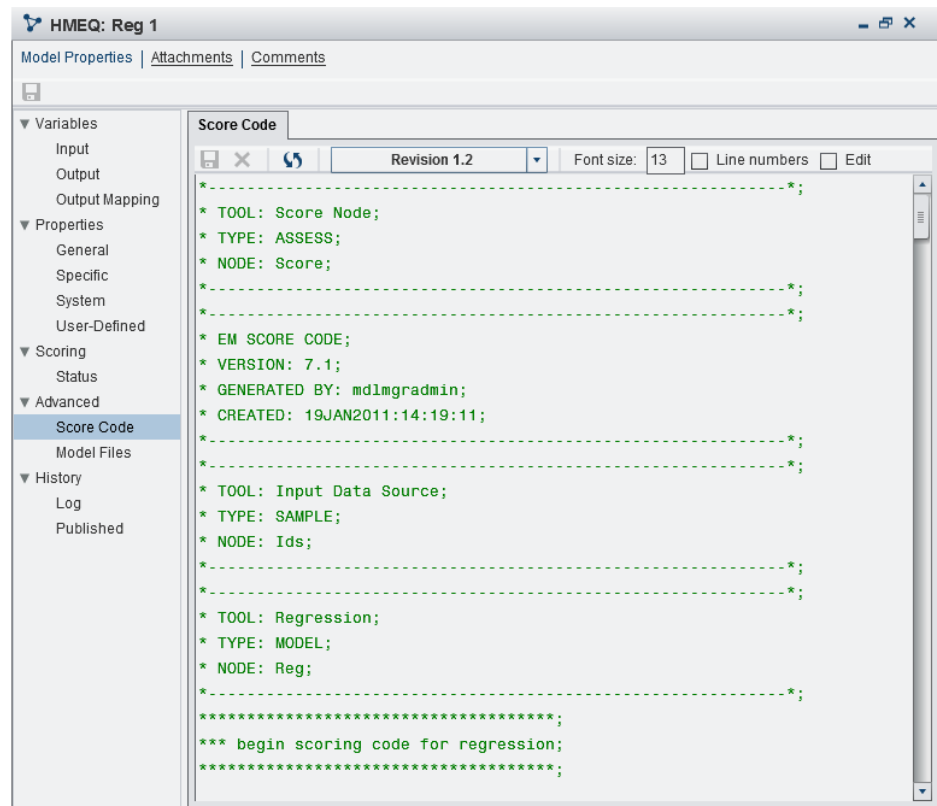 HMEQ: Reg 1
Model Properties | Attachments | Comments
Variables
Input
Output
Output Mapping
Properties
General
Specific
System
User-Defined
Scoring
Status
Advanced
Score Code
Model Files
History
Log
Published
Score Code
Revision 1.2 Font size: 13 Line numbers Edit
*------------------------------------------------------------*;
* TOOL: Score Node;
* TYPE: ASSESS;
* NODE: Score;
*------------------------------------------------------------*;
*------------------------------------------------------------*;
* EM SCORE CODE;
* VERSION: 7.1;
* GENERATED BY: mdlmgradmin;
* CREATED: 19JAN2011:14:19:11;
*------------------------------------------------------------*;
*------------------------------------------------------------*;
* TOOL: Input Data Source;
* TYPE: SAMPLE;
* NODE: Ids;
*------------------------------------------------------------*;
*------------------------------------------------------------*;
* TOOL: Regression;
* TYPE: MODEL;
* NODE: Reg;
*------------------------------------------------------------*;
*************************************;
*** begin scoring code for regression;
*************************************;